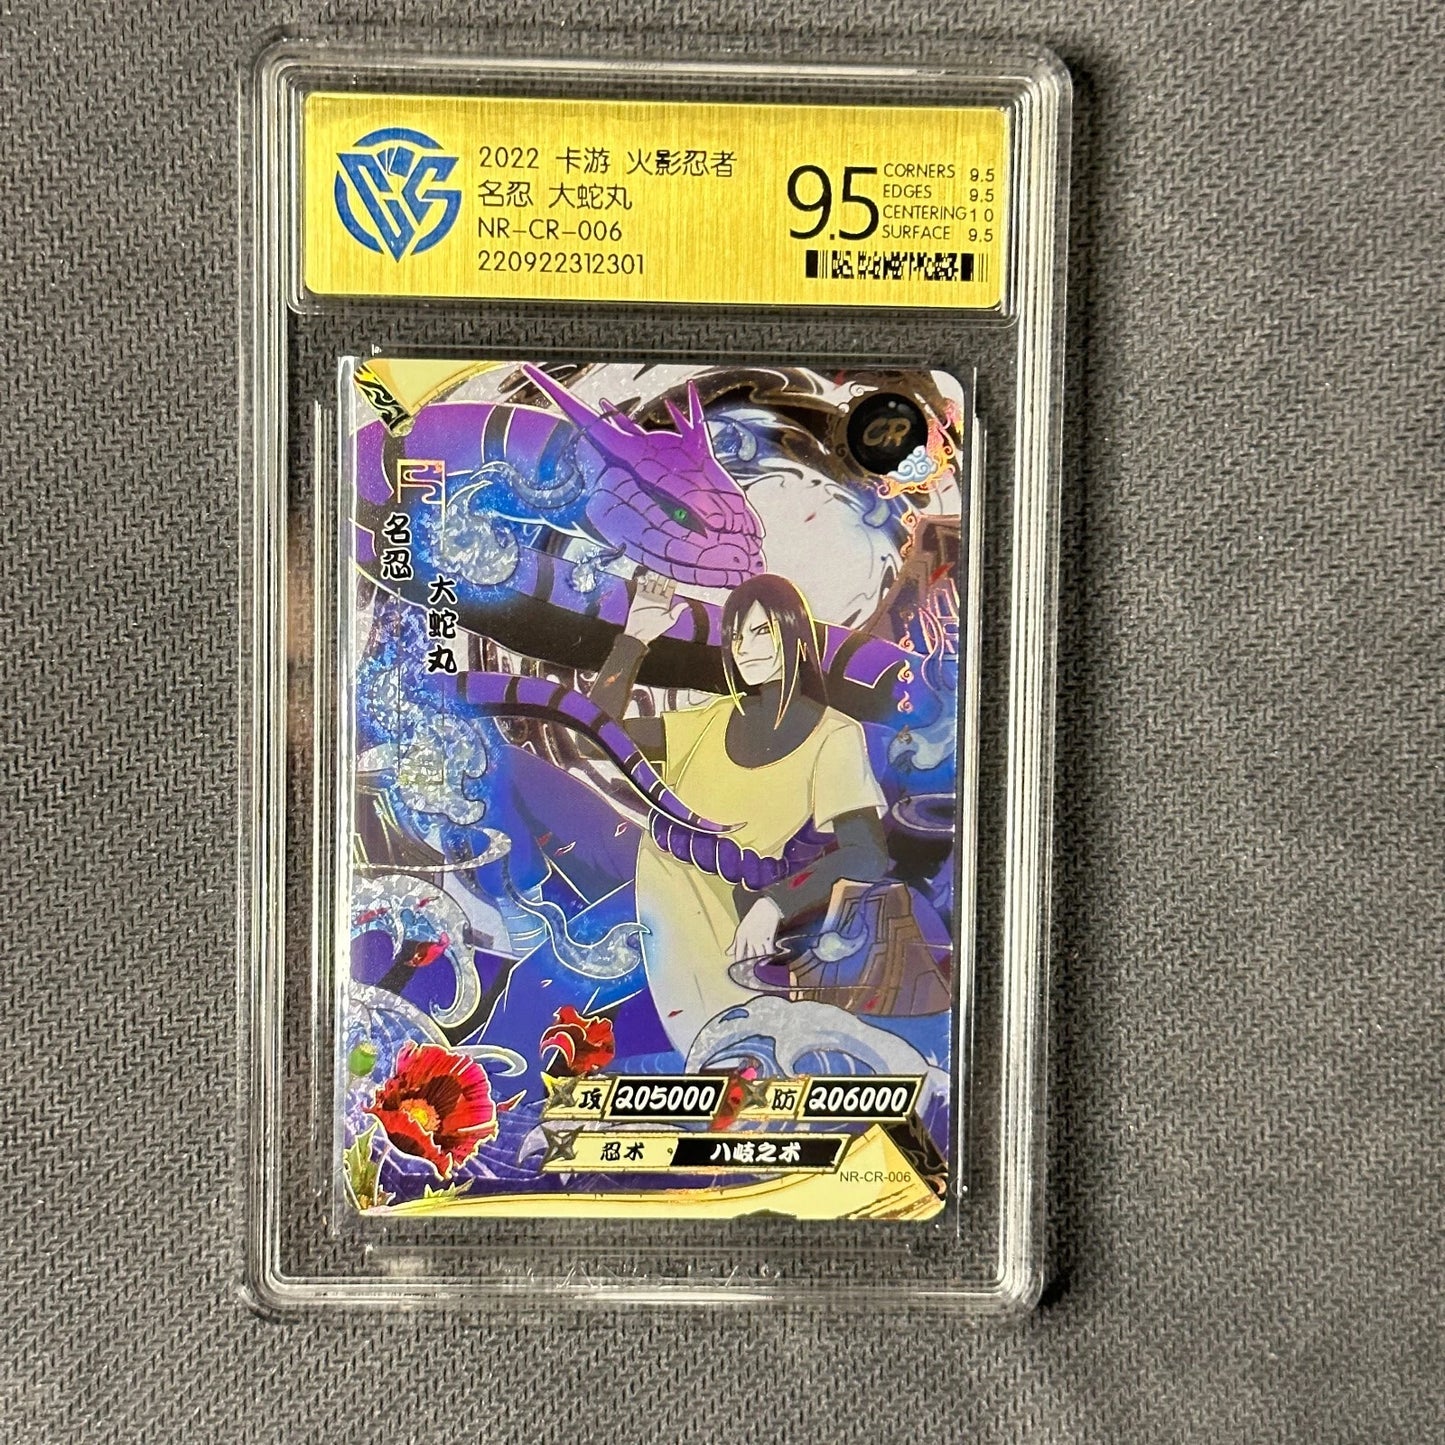 2022 卡游 火影忍者
名忍 大蛇丸
NR-CR-006
220922312301
9.5
CORNERS 9.5
EDGES 9.5
CENTERING 10
SURFACE 9.5
CR
名忍
大蛇丸
攻 205000 防 206000
忍术 八岐之术
NR-CR-006